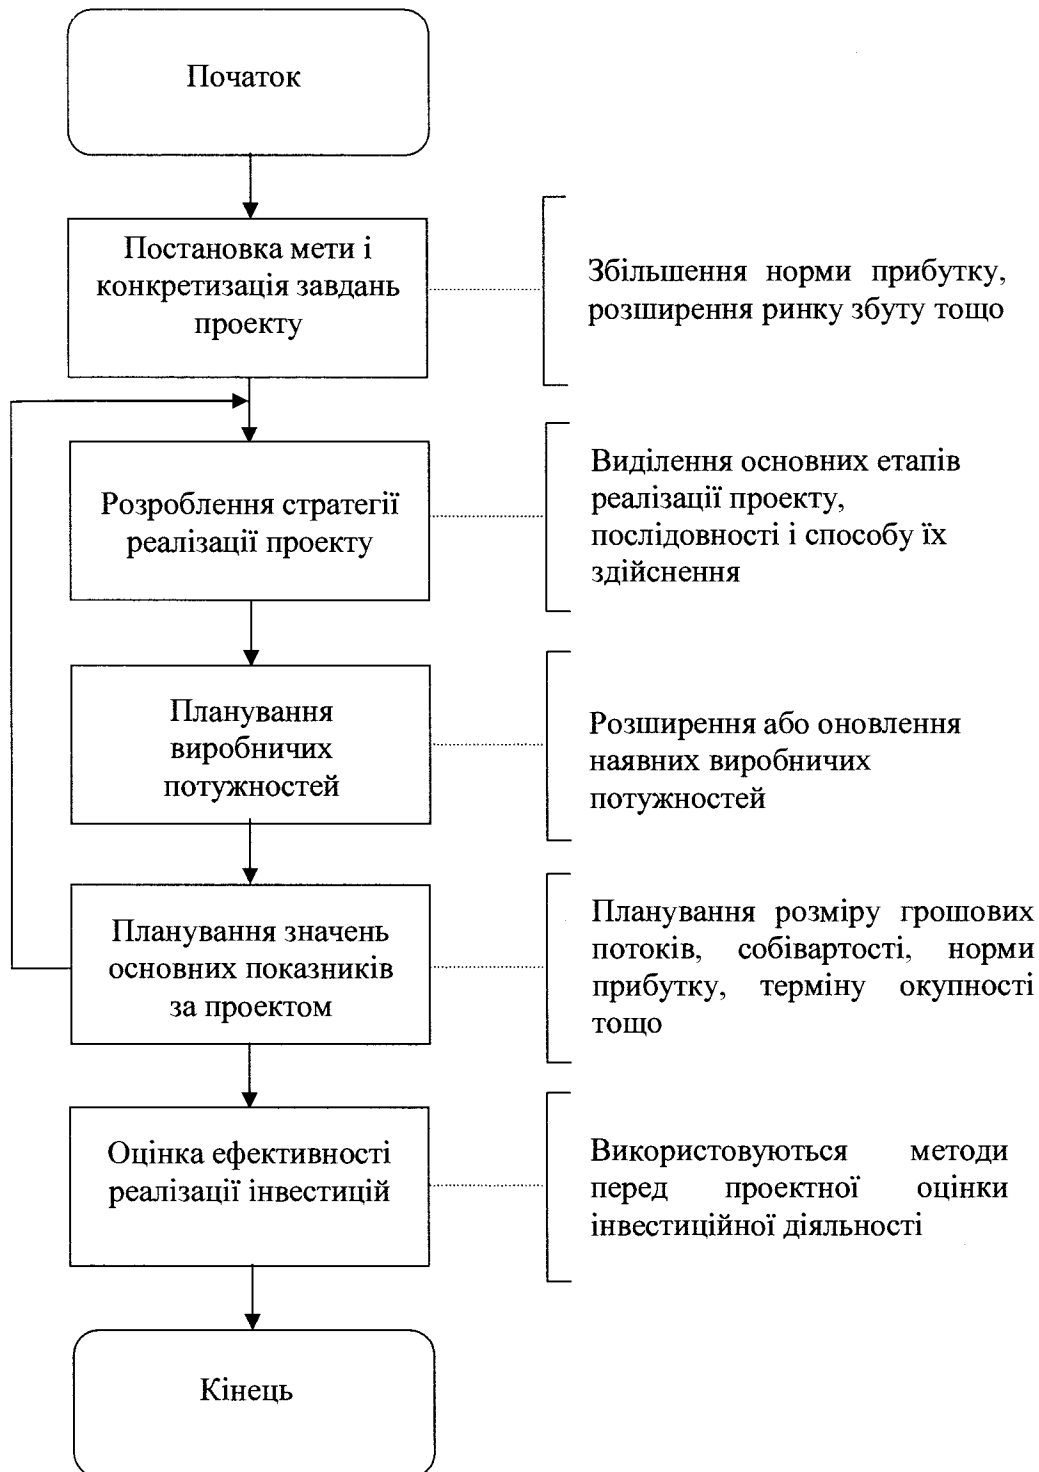 Початок
Постановка мети і
конкретизація завдань
проекту
Збільшення норми прибутку,
розширення ринку збуту тощо
Розроблення стратегії
реалізації проекту
Виділення основних етапів
реалізації проекту,
послідовності і способу їх
здійснення
Планування
виробничих
потужностей
Розширення або оновлення
наявних виробничих
потужностей
Планування значень
основних показників
за проектом
Планування розміру грошових
потоків, собівартості, норми
прибутку, терміну окупності
тощо
Оцінка ефективності
реалізації інвестицій
Використовуються методи
перед проектної оцінки
інвестиційної діяльності
Кінець